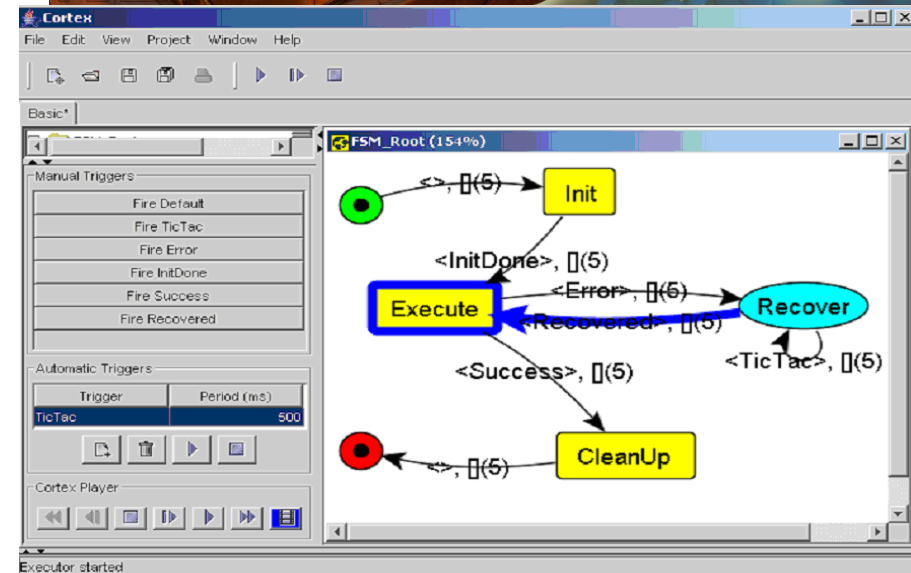 Cortex
File Edit View Project Window Help
Basic*
FSM_Root (154%)
Manual Triggers
Fire Default
Fire TicTac
Fire Error
Fire InitDone
Fire Success
Fire Recovered
Automatic Triggers
Trigger Period (ms)
TicTac 500
Cortex Player
<>, [](5)
Init
<InitDone>, [](5)
<Error>, [](5)
Execute
Recover
<Recovered>, [](5)
<TicTac>, [](5)
<Success>, [](5)
CleanUp
<>, [](5)
Executor started